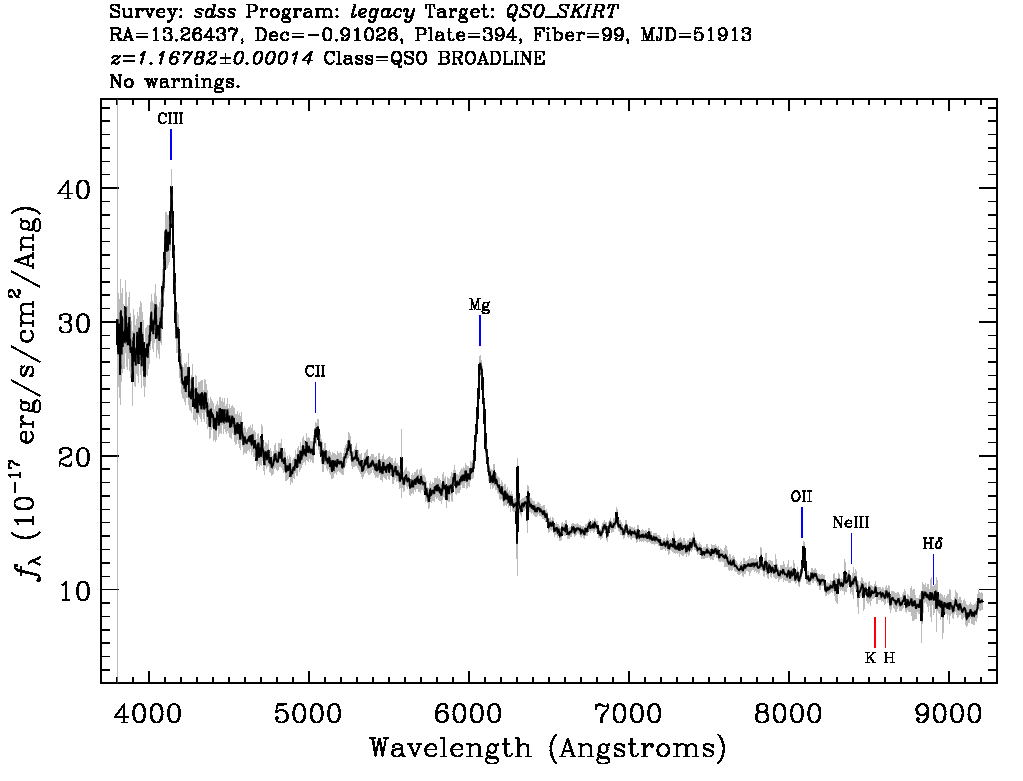 Survey: sdss Program: legacy Target: QSO_SKIRT
RA=13.26437, Dec=−0.91026, Plate=394, Fiber=99, MJD=51913
z=1.16782±0.00014 Class=QSO BROADLINE
No warnings.
CIII
40
Mg
30
CII
20
OII
NeIII
Hδ
10
K H
4000 5000 6000 7000 8000 9000
Wavelength (Angstroms)
fλ (10⁻¹⁷ erg/s/cm²/Ang)